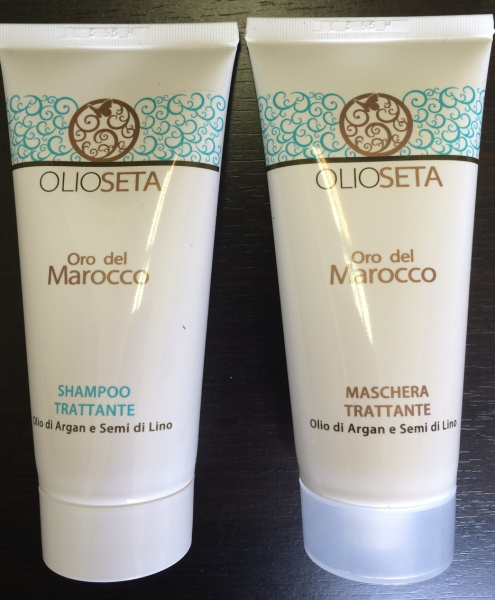 OLIOSETA
Oro del
Marocco
SHAMPOO
TRATTANTE
Olio di Argan e Semi di Lino
OLIOSETA
Oro del
Marocco
MASCHERA
TRATTANTE
Olio di Argan e Semi di Lino